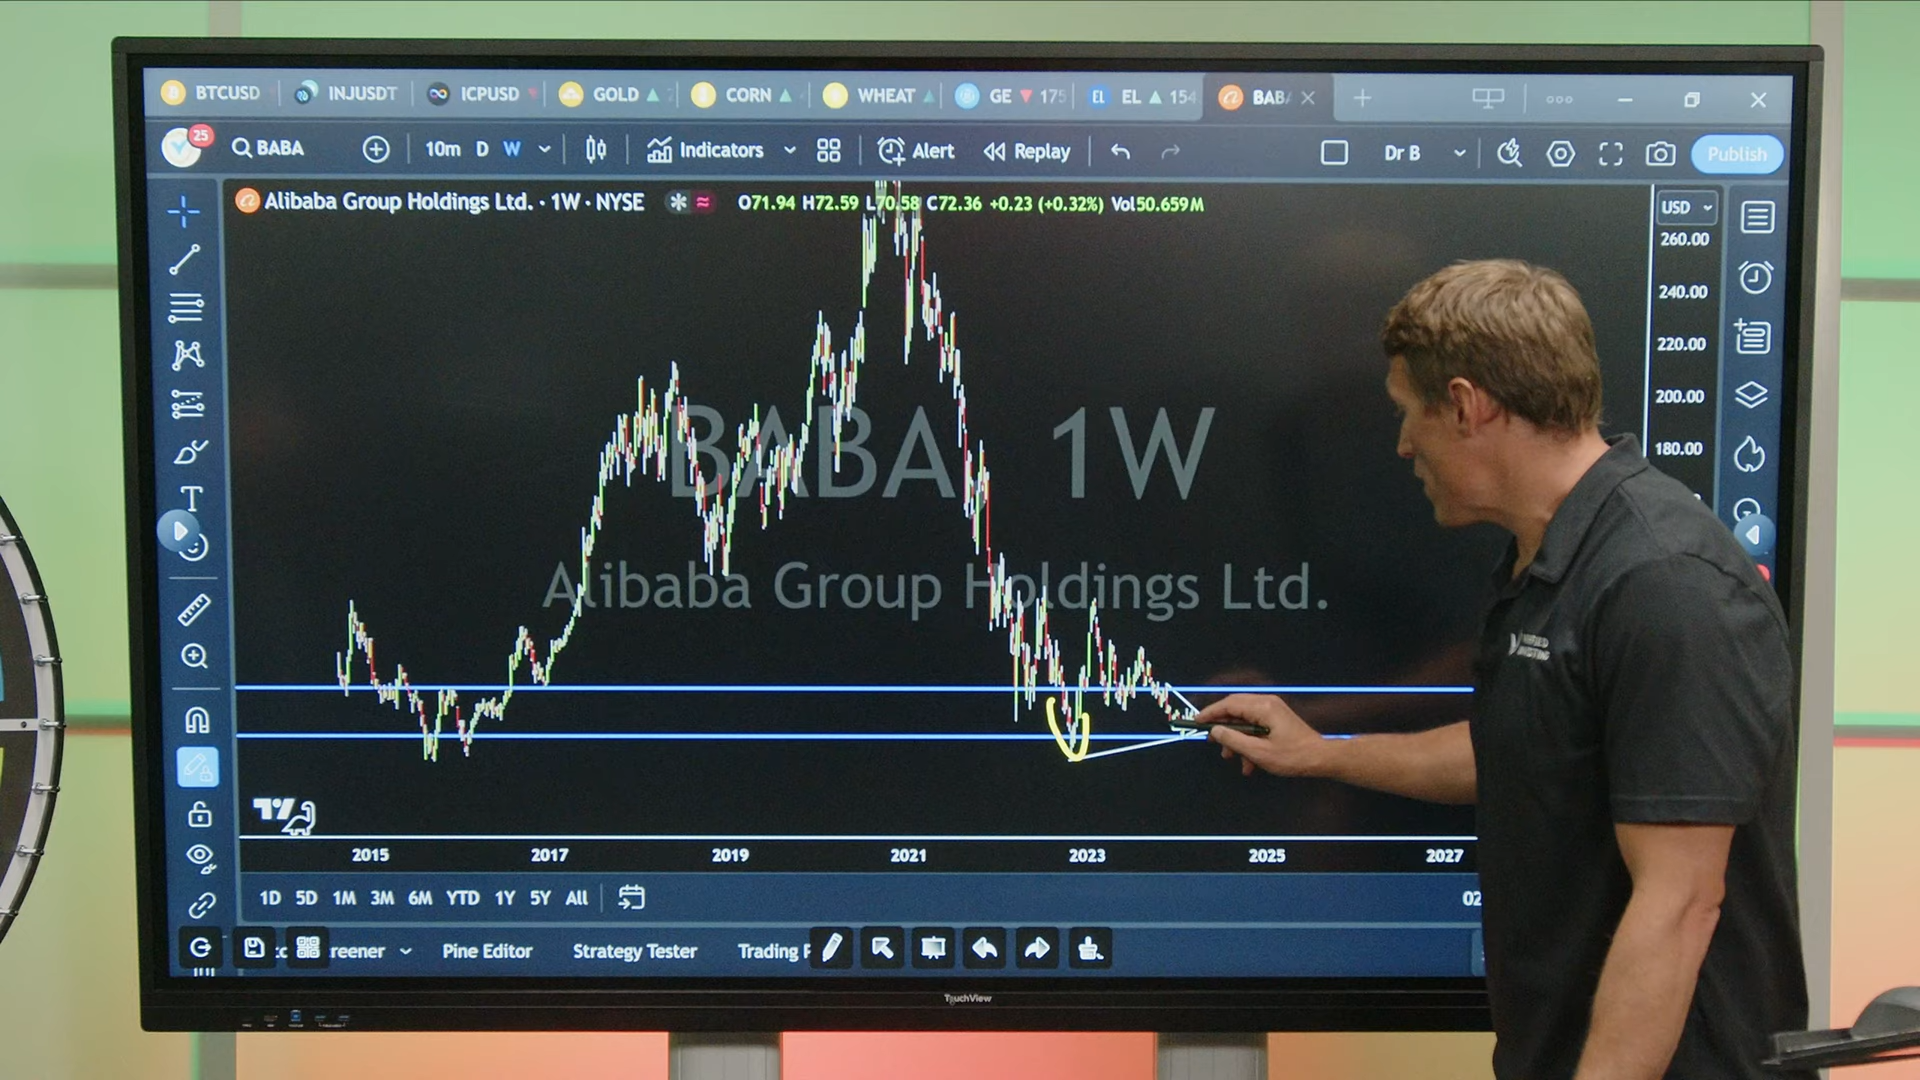 BTCUSD INJUSDT ICPUSD GOLD CORN WHEAT GE 175 EL EL 154 BABA
25 BABA 10m D W Indicators Alert Replay Dr B Publish
Alibaba Group Holdings Ltd. · 1W · NYSE O71.94 H72.59 L70.58 C72.36 +0.23 (+0.32%) Vol50.659M USD
260.00
240.00
220.00
200.00
180.00
BABA 1W
Alibaba Group Holdings Ltd.
T
2015 2017 2019 2021 2023 2025 2027
1D 5D 1M 3M 6M YTD 1Y 5Y All 02
reener Pine Editor Strategy Tester Trading P
TouchView